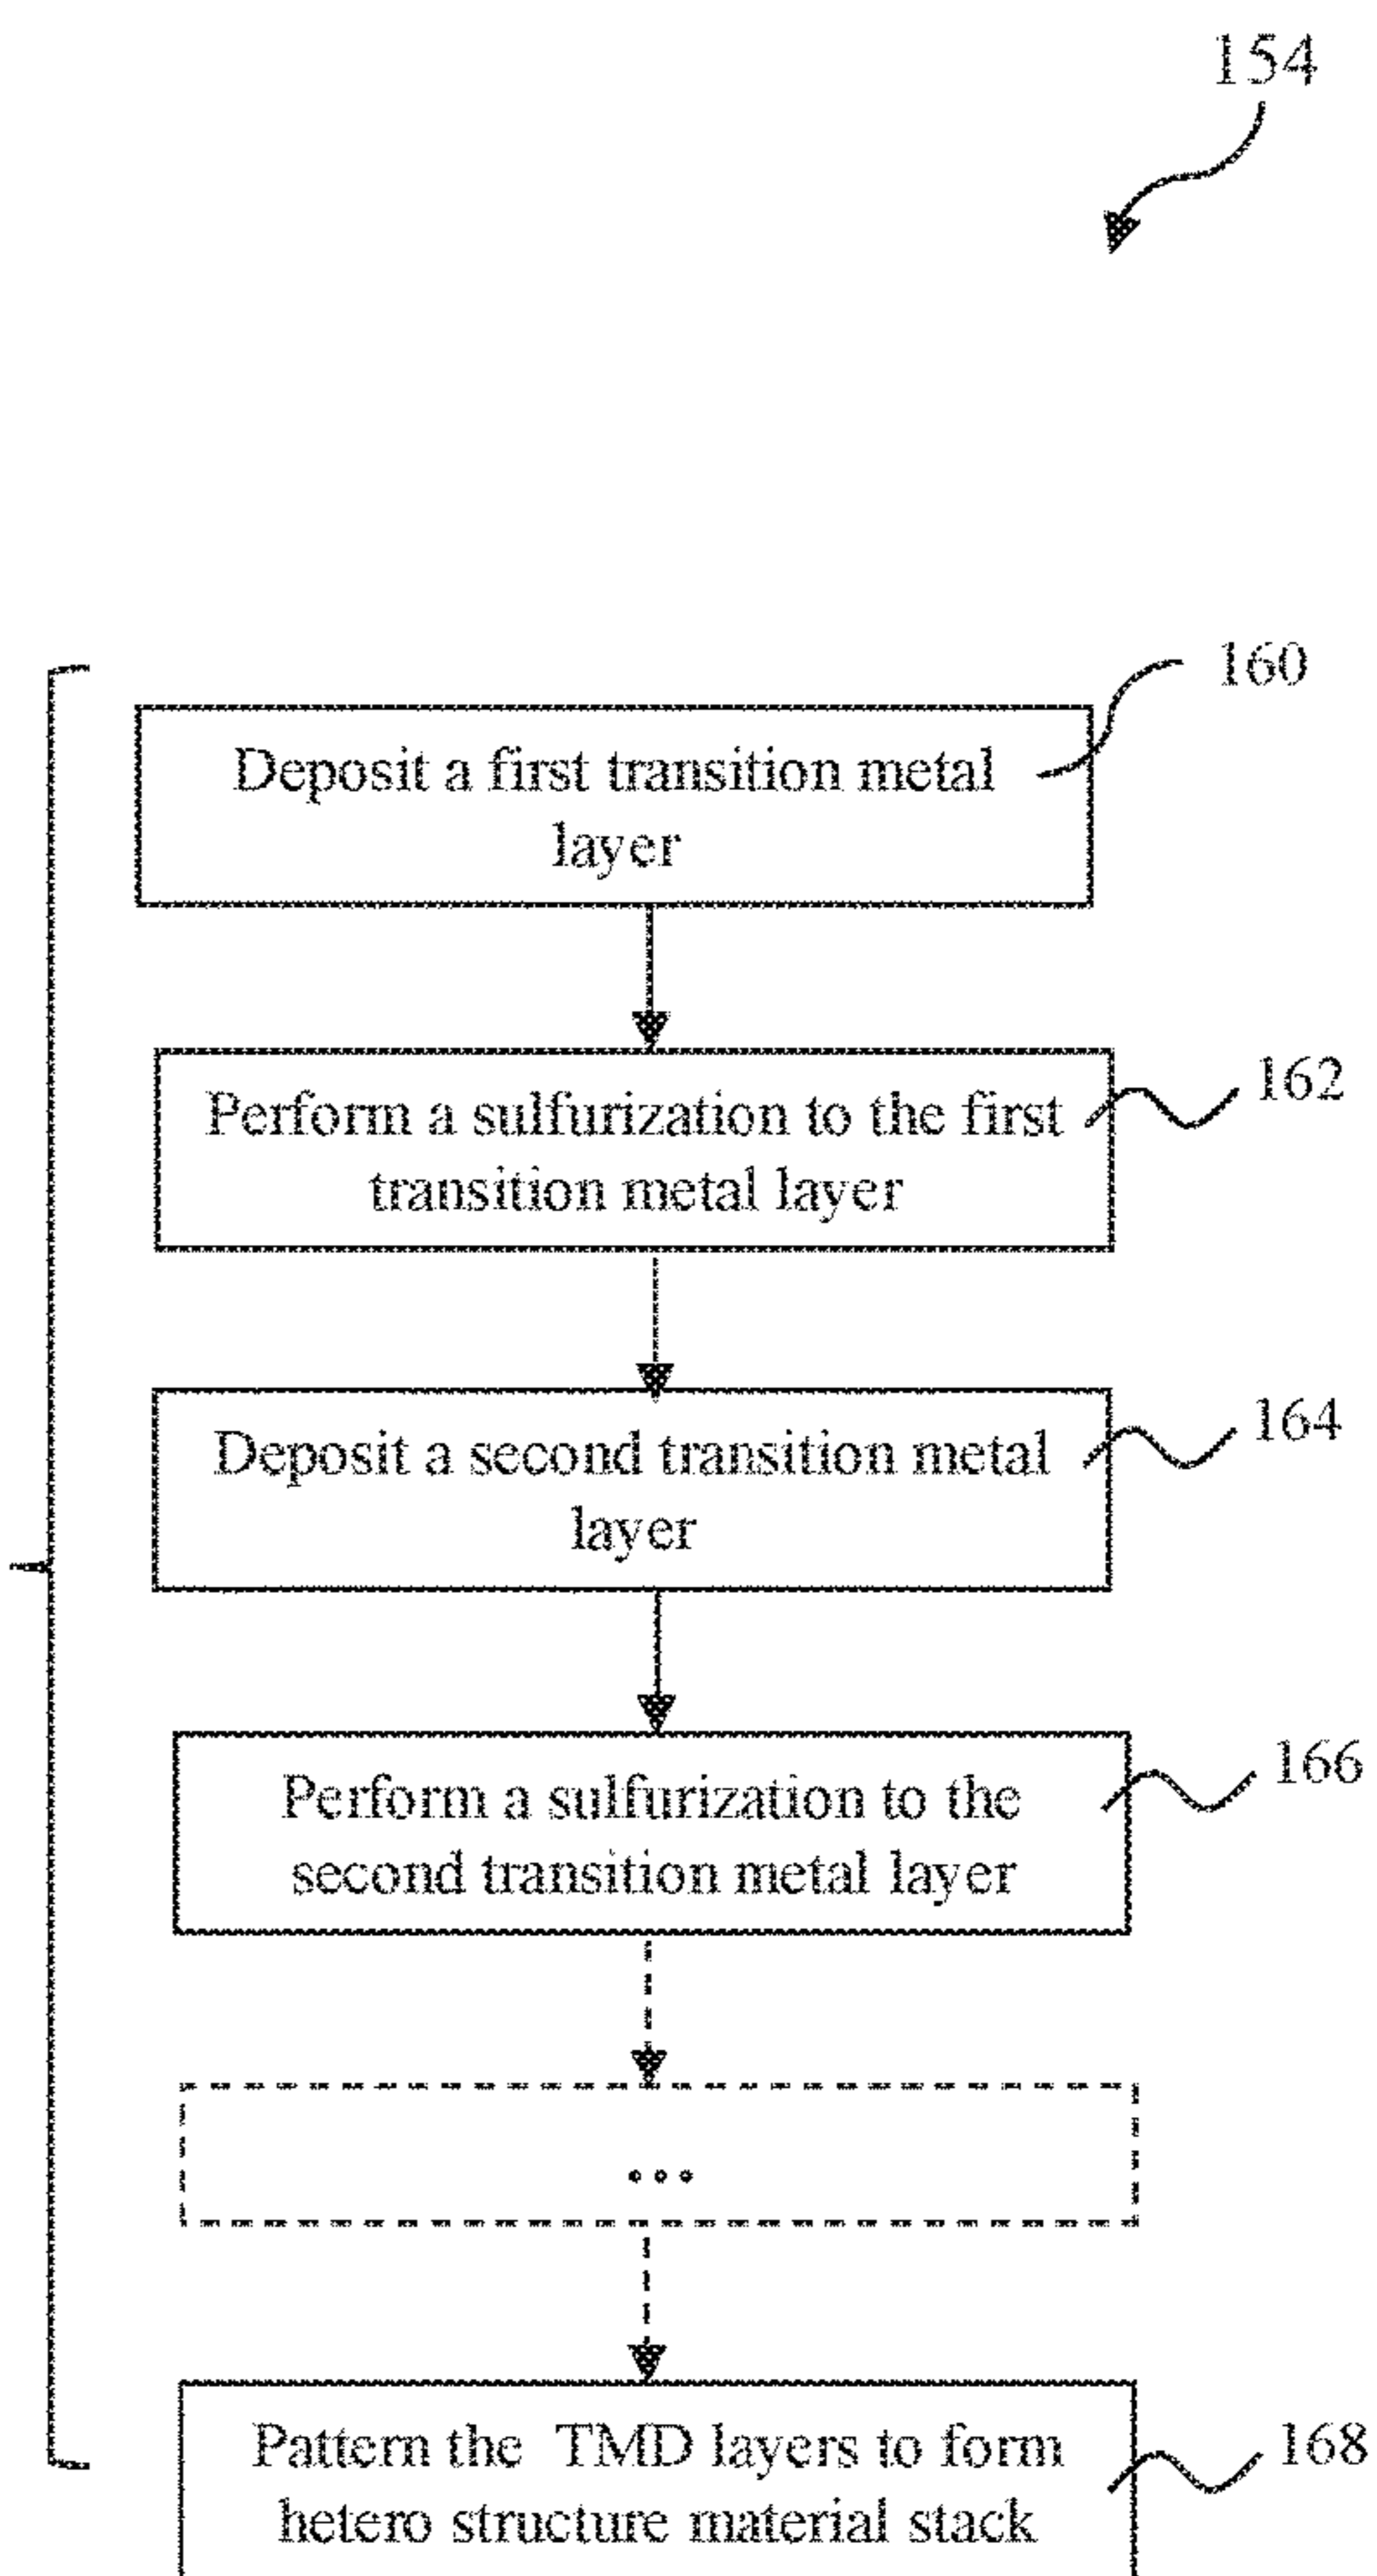 154
160
Deposit a first transition metal
layer
162
Perform a sulfurization to the first
transition metal layer
164
Deposit a second transition metal
layer
166
Perform a sulfurization to the
second transition metal layer
...
168
Pattern the TMD layers to form
hetero structure material stack